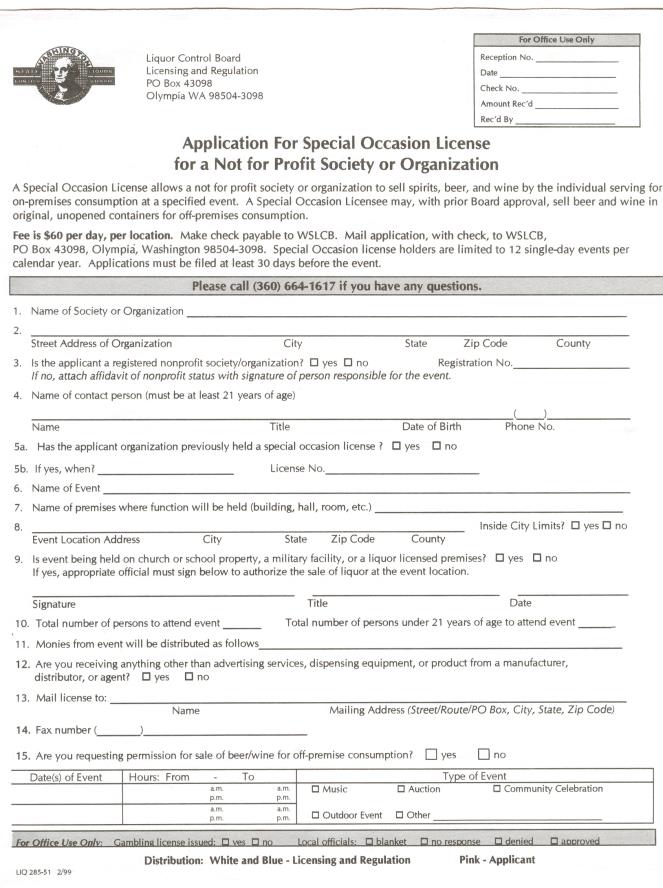 WASHINGTON
STATE LIQUOR
CONTROL BOARD
Liquor Control Board
Licensing and Regulation
PO Box 43098
Olympia WA 98504-3098
For Office Use Only
Reception No.
Date
Check No.
Amount Rec'd
Rec'd By
Application For Special Occasion License
for a Not for Profit Society or Organization
A Special Occasion License allows a not for profit society or organization to sell spirits, beer, and wine by the individual serving for
on-premises consumption at a specified event. A Special Occasion Licensee may, with prior Board approval, sell beer and wine in
original, unopened containers for off-premises consumption.
Fee is $60 per day, per location. Make check payable to WSLCB. Mail application, with check, to WSLCB,
PO Box 43098, Olympia, Washington 98504-3098. Special Occasion license holders are limited to 12 single-day events per
calendar year. Applications must be filed at least 30 days before the event.
Please call (360) 664-1617 if you have any questions.
1. Name of Society or Organization
2.
Street Address of Organization City State Zip Code County
3. Is the applicant a registered nonprofit society/organization? ☐ yes ☐ no Registration No.
If no, attach affidavit of nonprofit status with signature of person responsible for the event.
4. Name of contact person (must be at least 21 years of age)
( )
Name Title Date of Birth Phone No.
5a. Has the applicant organization previously held a special occasion license ? ☐ yes ☐ no
5b. If yes, when? License No.
6. Name of Event
7. Name of premises where function will be held (building, hall, room, etc.)
8. Inside City Limits? ☐ yes ☐ no
Event Location Address City State Zip Code County
9. Is event being held on church or school property, a military facility, or a liquor licensed premises? ☐ yes ☐ no
If yes, appropriate official must sign below to authorize the sale of liquor at the event location.
Signature Title Date
10. Total number of persons to attend event Total number of persons under 21 years of age to attend event
11. Monies from event will be distributed as follows
12. Are you receiving anything other than advertising services, dispensing equipment, or product from a manufacturer,
distributor, or agent? ☐ yes ☐ no
13. Mail license to:
Name Mailing Address (Street/Route/PO Box, City, State, Zip Code)
14. Fax number ( )
15. Are you requesting permission for sale of beer/wine for off-premise consumption? ☐ yes ☐ no
Date(s) of Event Hours: From - To Type of Event
a.m. a.m. ☐ Music ☐ Auction ☐ Community Celebration
p.m. p.m.
a.m. a.m.
p.m. p.m. ☐ Outdoor Event ☐ Other
For Office Use Only: Gambling license issued: ☐ yes ☐ no Local officials: ☐ blanket ☐ no response ☐ denied ☐ approved
Distribution: White and Blue - Licensing and Regulation Pink - Applicant
LIQ 285-51 2/99